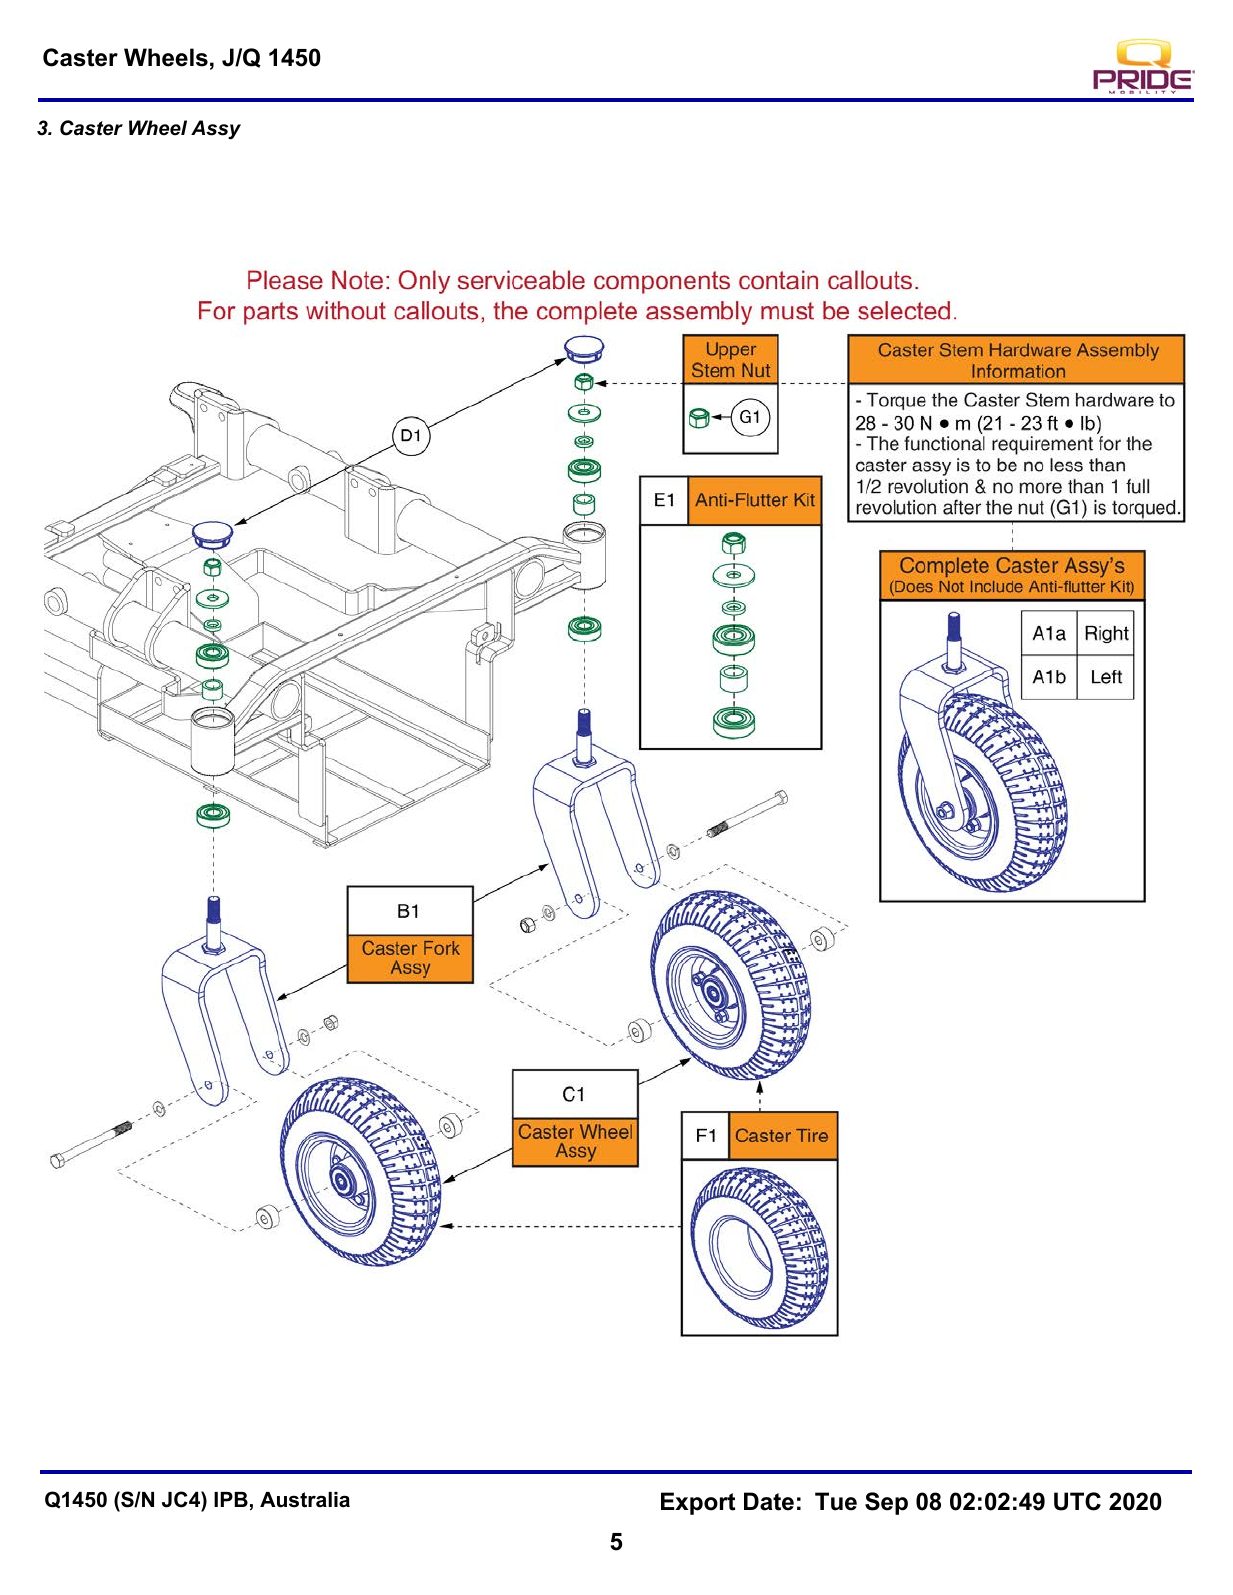 Caster Wheels, J/Q 1450
Q
PRIDE
MOBILITY
3. Caster Wheel Assy
Please Note: Only serviceable components contain callouts.
For parts without callouts, the complete assembly must be selected.
Upper
Stem Nut
G1
Caster Stem Hardware Assembly
Information
- Torque the Caster Stem hardware to
28 - 30 N • m (21 - 23 ft • lb)
- The functional requirement for the
caster assy is to be no less than
1/2 revolution & no more than 1 full
revolution after the nut (G1) is torqued.
D1
E1
Anti-Flutter Kit
Complete Caster Assy's
(Does Not Include Anti-flutter Kit)
A1a Right
A1b Left
B1
Caster Fork
Assy
C1
Caster Wheel
Assy
F1
Caster Tire
Q1450 (S/N JC4) IPB, Australia
Export Date: Tue Sep 08 02:02:49 UTC 2020
5